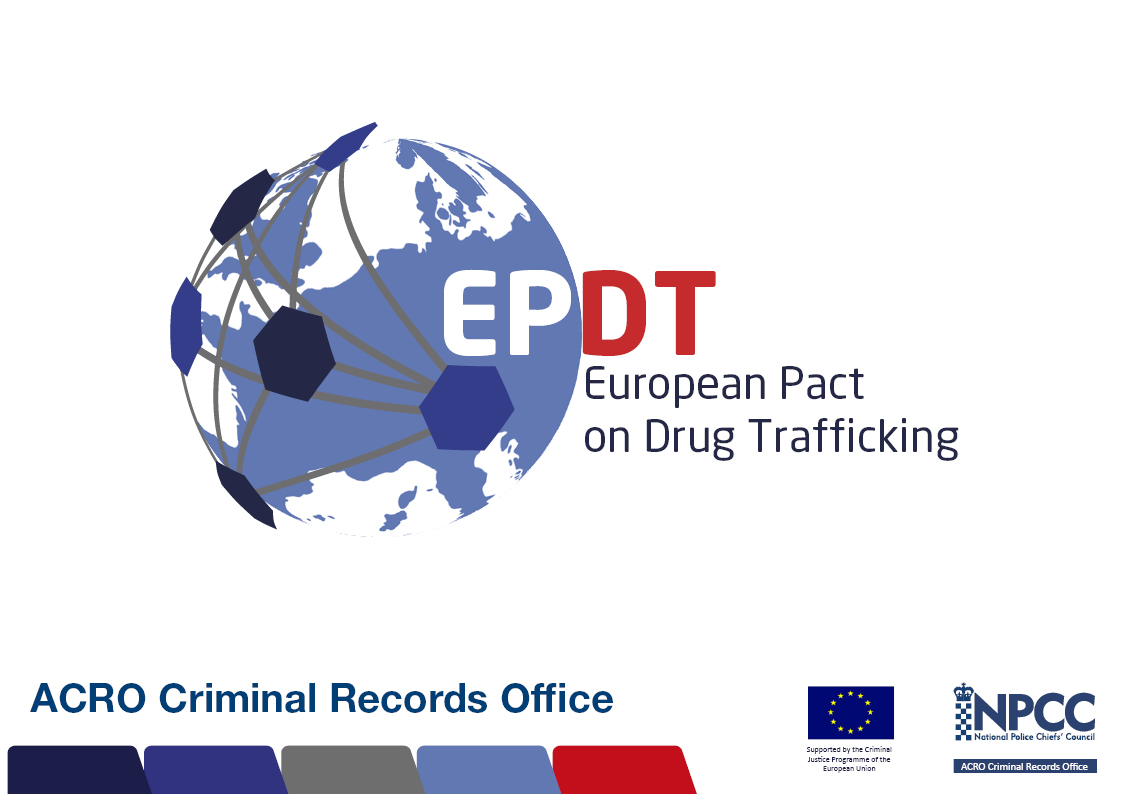 EPDT
European Pact
on Drug Trafficking
ACRO Criminal Records Office
Supported by the Criminal
Justice Programme of the
European Union
NPCC
National Police Chiefs' Council
ACRO Criminal Records Office